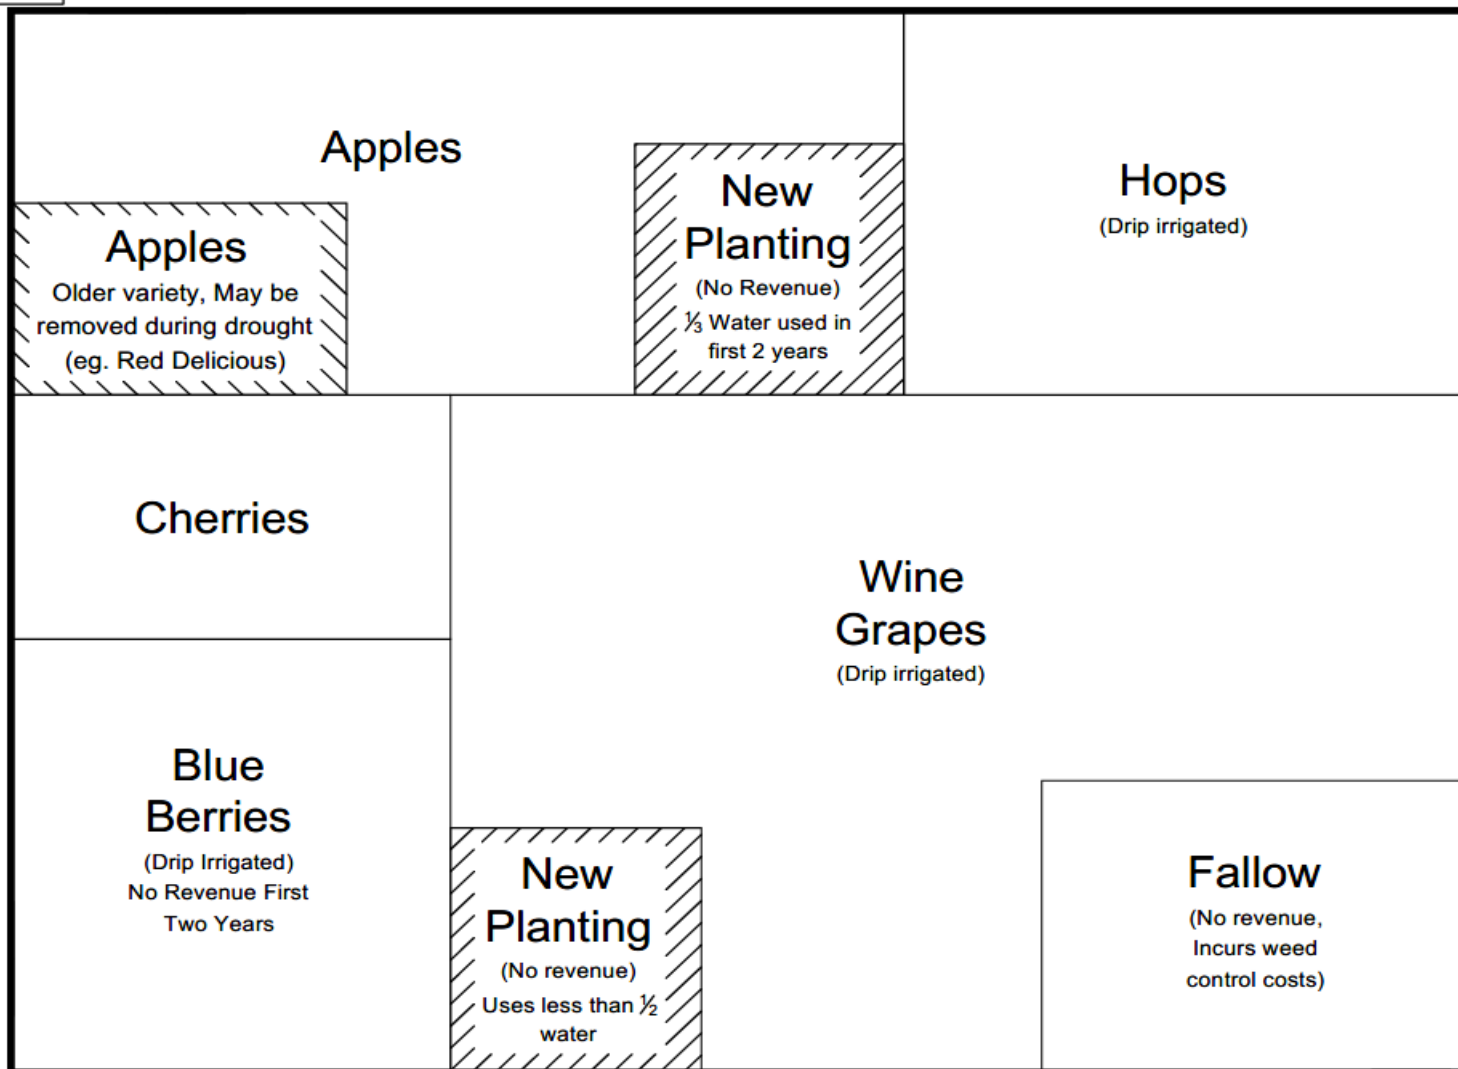 Apples
Apples
Older variety, May be
removed during drought
(eg. Red Delicious)
New
Planting
(No Revenue)
⅓ Water used in
first 2 years
Hops
(Drip irrigated)
Cherries
Wine
Grapes
(Drip irrigated)
Blue
Berries
(Drip Irrigated)
No Revenue First
Two Years
New
Planting
(No revenue)
Uses less than ½
water
Fallow
(No revenue,
Incurs weed
control costs)